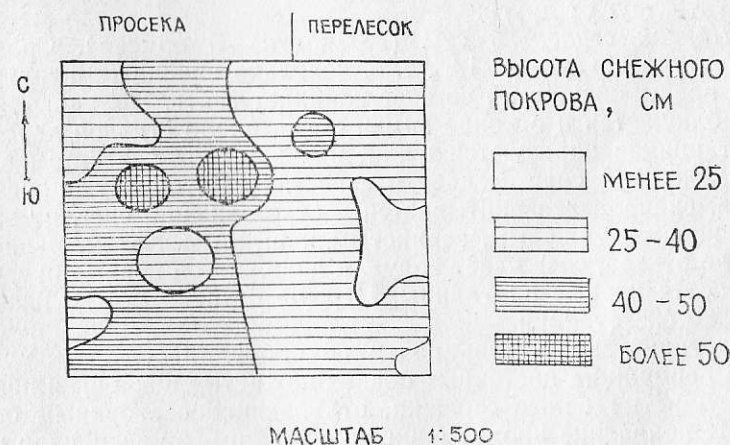 ПРОСЕКА
ПЕРЕЛЕСОК
С
Ю
ВЫСОТА СНЕЖНОГО
ПОКРОВА, СМ
МЕНЕЕ 25
25-40
40-50
БОЛЕЕ 50
МАСШТАБ 1:500